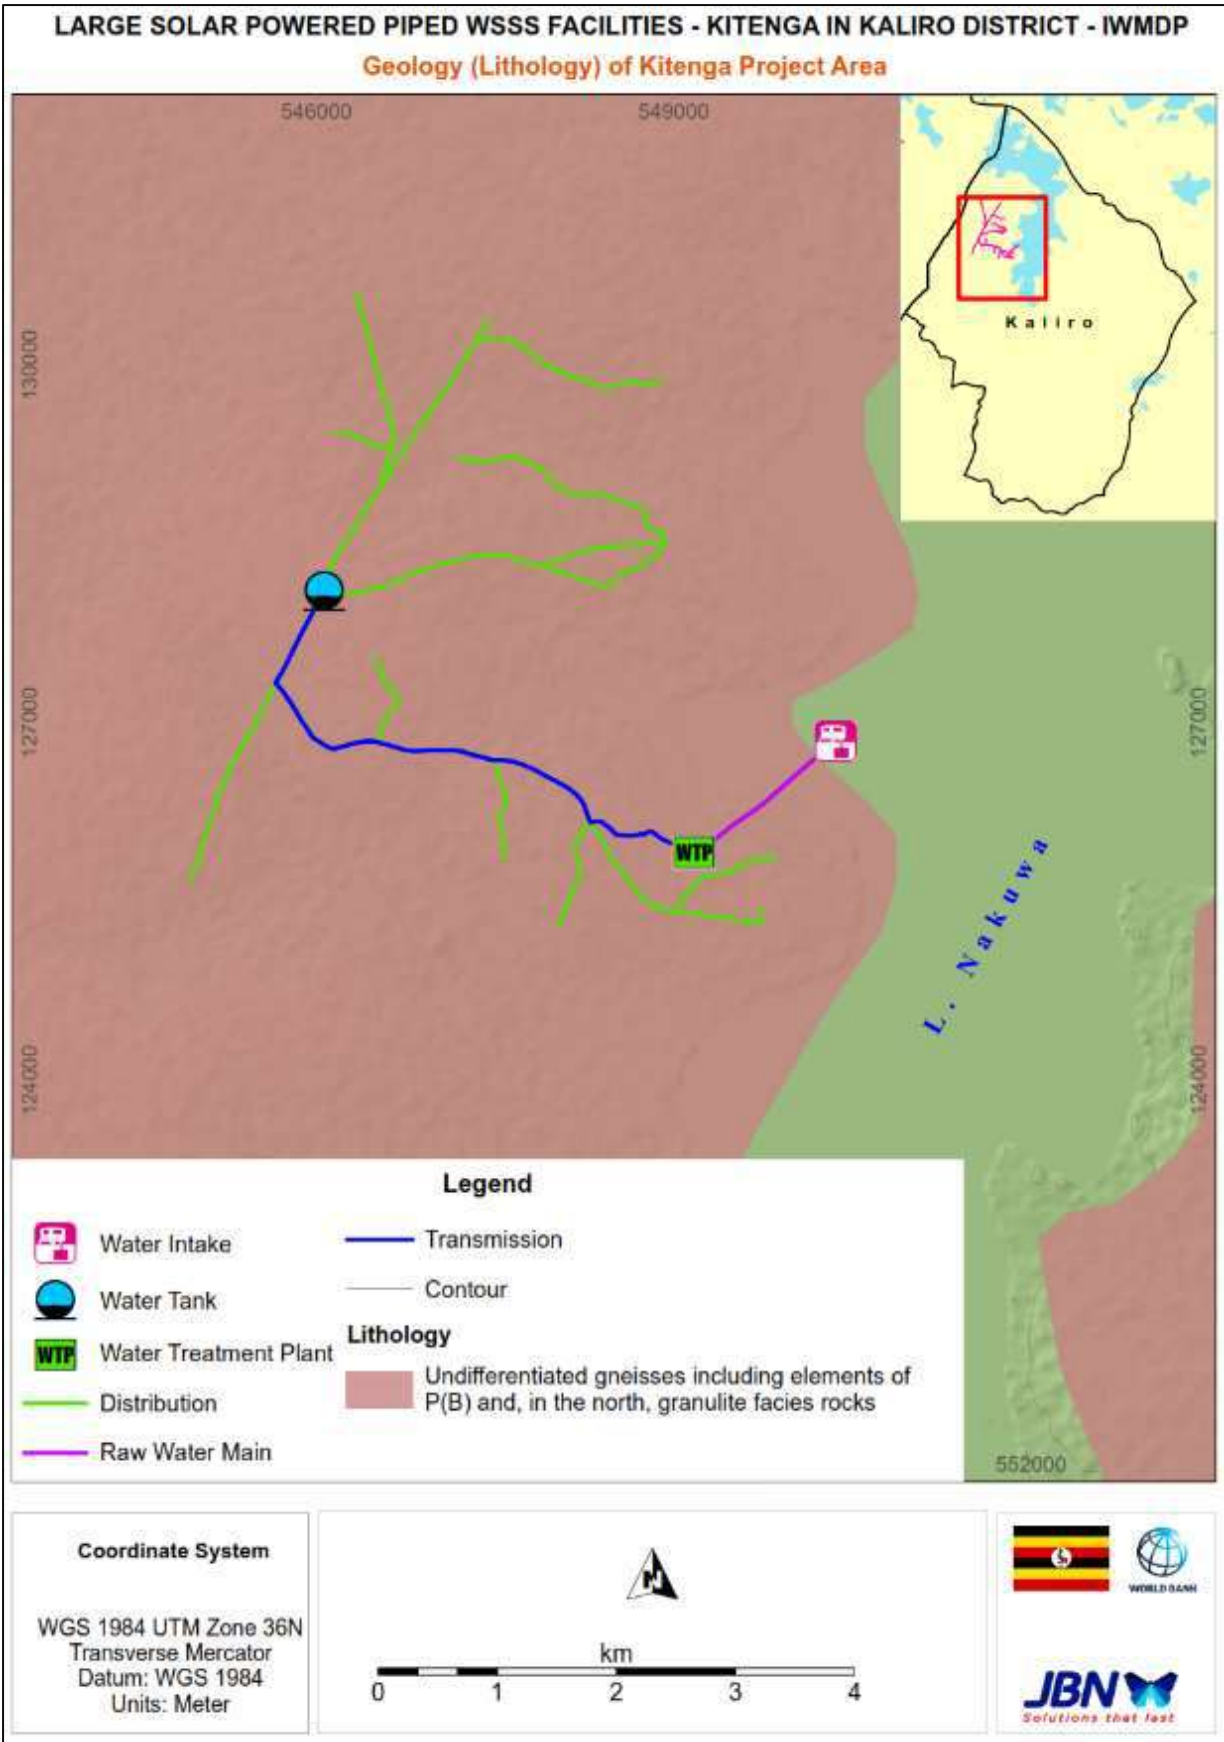 LARGE SOLAR POWERED PIPED WSSS FACILITIES - KITENGA IN KALIRO DISTRICT - IWMDP
Geology (Lithology) of Kitenga Project Area
546000
549000
Kaliro
130000
127000
127000
WTP
L. Nakuwa
124000
124000
Legend
Water Intake
Transmission
Water Tank
Contour
Lithology
WTP
Water Treatment Plant
Undifferentiated gneisses including elements of
P(B) and, in the north, granulite facies rocks
Distribution
Raw Water Main
552000
Coordinate System
WGS 1984 UTM Zone 36N
Transverse Mercator
Datum: WGS 1984
Units: Meter
N
km
0 1 2 3 4
WORLD BANK
JBN
Solutions that last